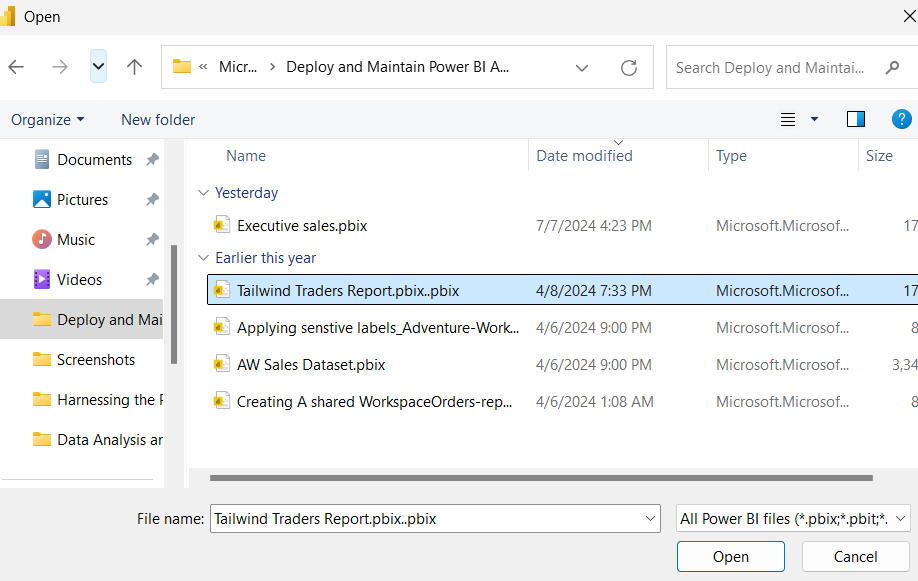 Open
« Micr... > Deploy and Maintain Power BI A...
Search Deploy and Maintai...
Organize
New folder
?
Documents
Pictures
Music
Videos
Deploy and Mai
Screenshots
Harnessing the P
Data Analysis an
Name Date modified Type Size
Yesterday
Executive sales.pbix 7/7/2024 4:23 PM Microsoft.Microsof... 17
Earlier this year
Tailwind Traders Report.pbix..pbix 4/8/2024 7:33 PM Microsoft.Microsof... 17
Applying senstive labels_Adventure-Work... 4/6/2024 9:00 PM Microsoft.Microsof... 8
AW Sales Dataset.pbix 4/6/2024 9:00 PM Microsoft.Microsof... 3,34
Creating A shared WorkspaceOrders-rep... 4/6/2024 1:08 AM Microsoft.Microsof... 8
File name: Tailwind Traders Report.pbix..pbix
All Power BI files (*.pbix;*.pbit;*.
Open
Cancel